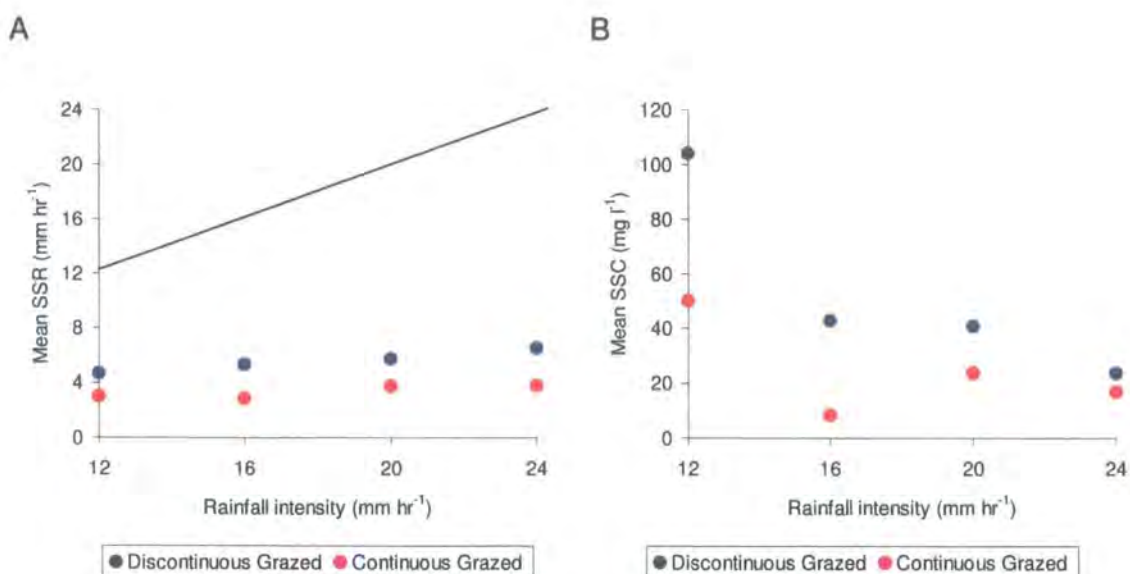 A
Mean SSR (mm hr⁻¹)
24
20
16
12
8
4
0
12 16 20 24
Rainfall intensity (mm hr⁻¹)
Discontinuous Grazed Continuous Grazed
B
Mean SSC (mg l⁻¹)
120
100
80
60
40
20
0
12 16 20 24
Rainfall intensity (mm hr⁻¹)
Discontinuous Grazed Continuous Grazed